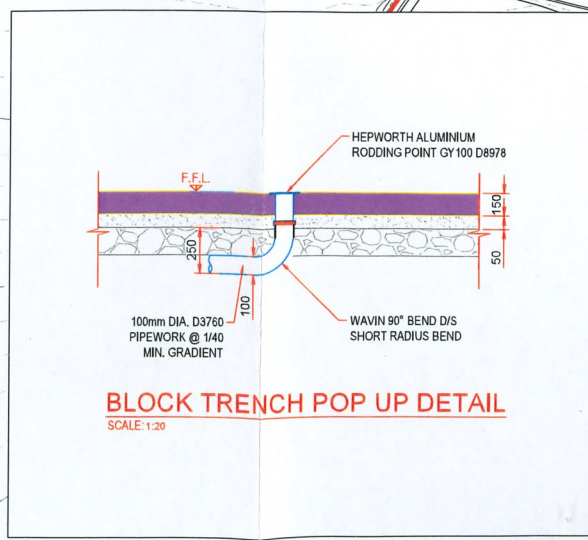 HEPWORTH ALUMINIUM
RODDING POINT GY100 D8978
F.F.L.
150
50
250
100
100mm DIA. D3760
PIPEWORK @ 1/40
MIN. GRADIENT
WAVIN 90° BEND D/S
SHORT RADIUS BEND
BLOCK TRENCH POP UP DETAIL
SCALE: 1:20